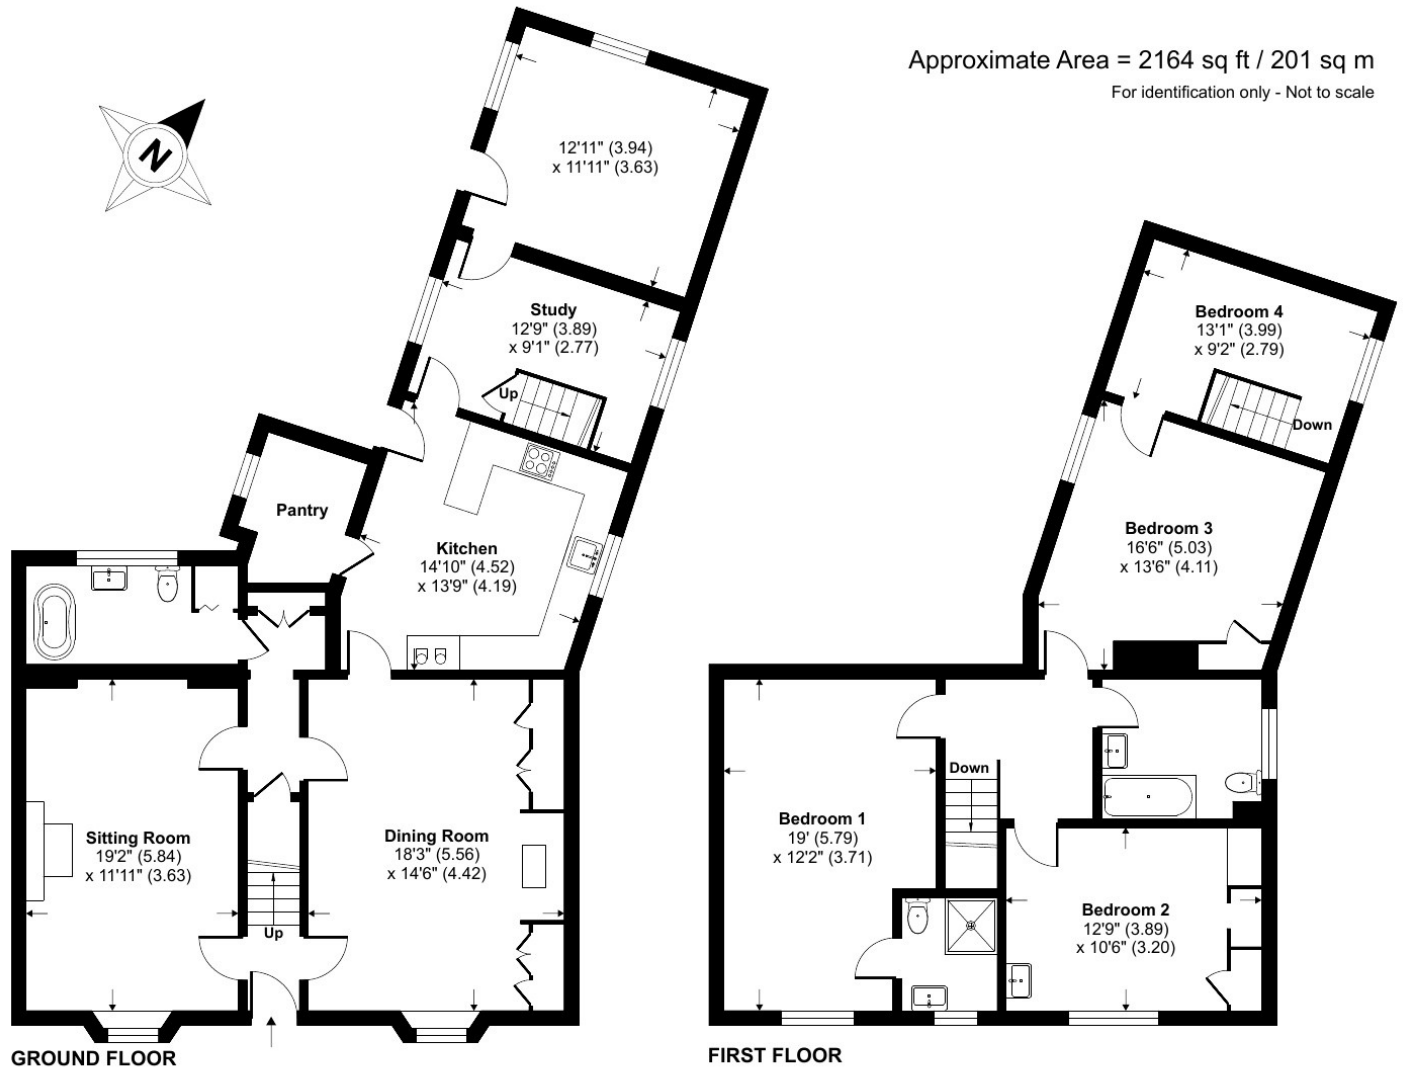 Approximate Area = 2164 sq ft / 201 sq m
For identification only - Not to scale
N
12'11" (3.94)
x 11'11" (3.63)
Study
12'9" (3.89)
x 9'1" (2.77)
Up
Pantry
Kitchen
14'10" (4.52)
x 13'9" (4.19)
Sitting Room
19'2" (5.84)
x 11'11" (3.63)
Dining Room
18'3" (5.56)
x 14'6" (4.42)
Up
GROUND FLOOR
Bedroom 4
13'1" (3.99)
x 9'2" (2.79)
Down
Bedroom 3
16'6" (5.03)
x 13'6" (4.11)
Down
Bedroom 1
19' (5.79)
x 12'2" (3.71)
Bedroom 2
12'9" (3.89)
x 10'6" (3.20)
FIRST FLOOR